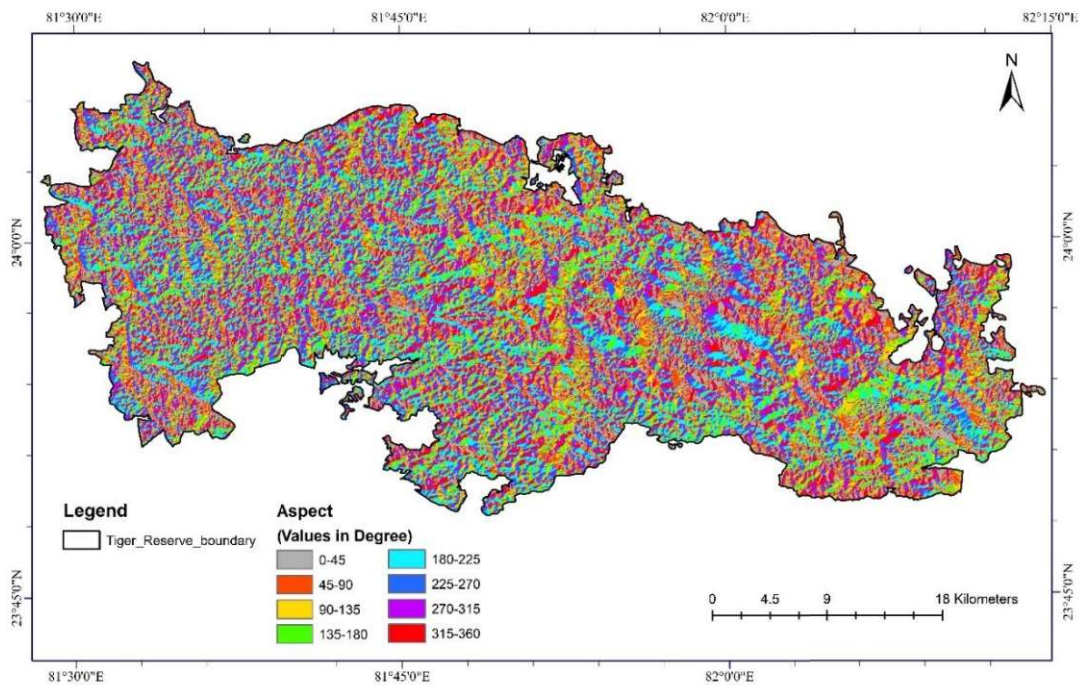 81°30'0"E 81°45'0"E 82°0'0"E 82°15'0"E
N
24°0'0"N 24°0'0"N
Legend
Tiger_Reserve_boundary
Aspect
(Values in Degree)
0-45 180-225
45-90 225-270
90-135 270-315
135-180 315-360
0 4.5 9 18 Kilometers
23°45'0"N 23°45'0"N
81°30'0"E 81°45'0"E 82°0'0"E